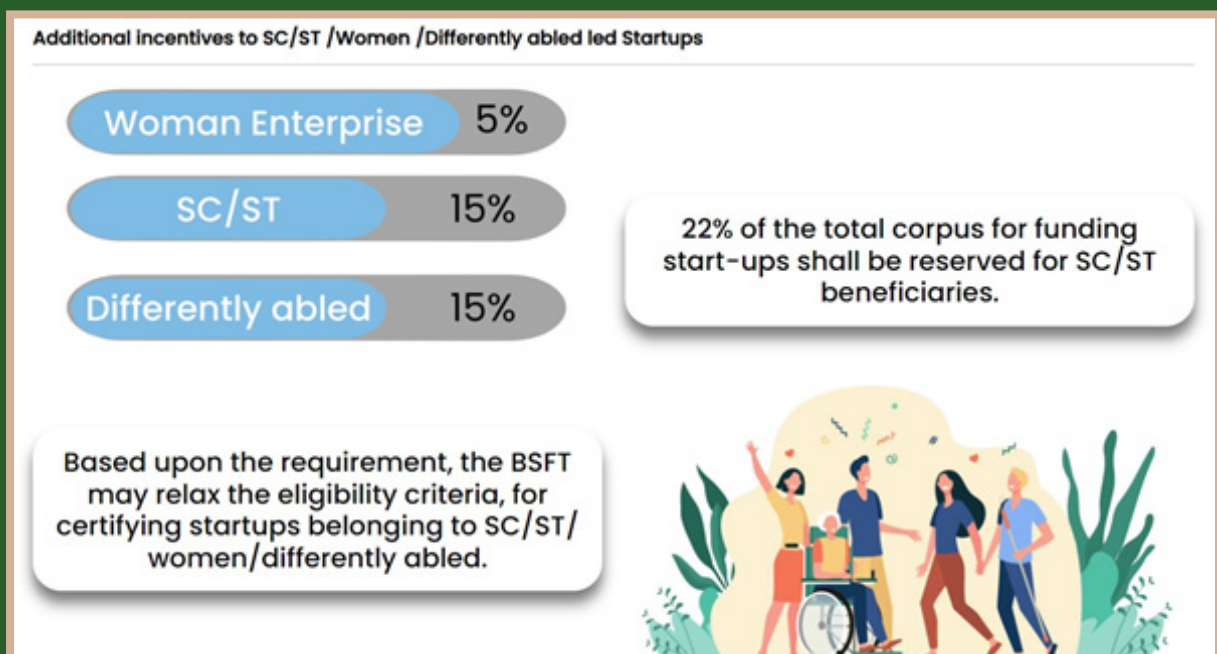 Additional incentives to SC/ST /Women /Differently abled led Startups
Woman Enterprise 5%
SC/ST 15%
Differently abled 15%
22% of the total corpus for funding
start-ups shall be reserved for SC/ST
beneficiaries.
Based upon the requirement, the BSFT
may relax the eligibility criteria, for
certifying startups belonging to SC/ST/
women/differently abled.